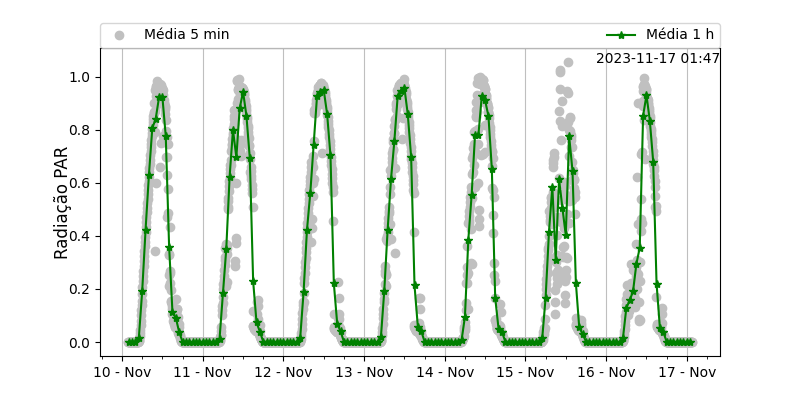 Média 5 min
Média 1 h
2023-11-17 01:47
Radiação PAR
1.0
0.8
0.6
0.4
0.2
0.0
10 - Nov
11 - Nov
12 - Nov
13 - Nov
14 - Nov
15 - Nov
16 - Nov
17 - Nov